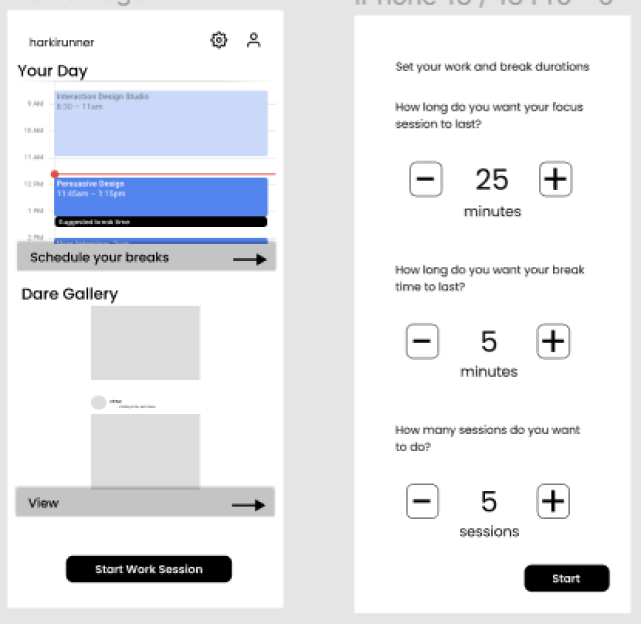 harkirunner
Your Day
9 AM
Interaction Design Studio
8:30 – 11am
10 AM
11 AM
12 PM
Persuasive Design
11:45am – 1:15pm
1 PM
Suggested break time
2 PM
Schedule your breaks
Dare Gallery
View
Start Work Session
Set your work and break durations
How long do you want your focus
session to last?
25
minutes
How long do you want your break
time to last?
5
minutes
How many sessions do you want
to do?
5
sessions
Start